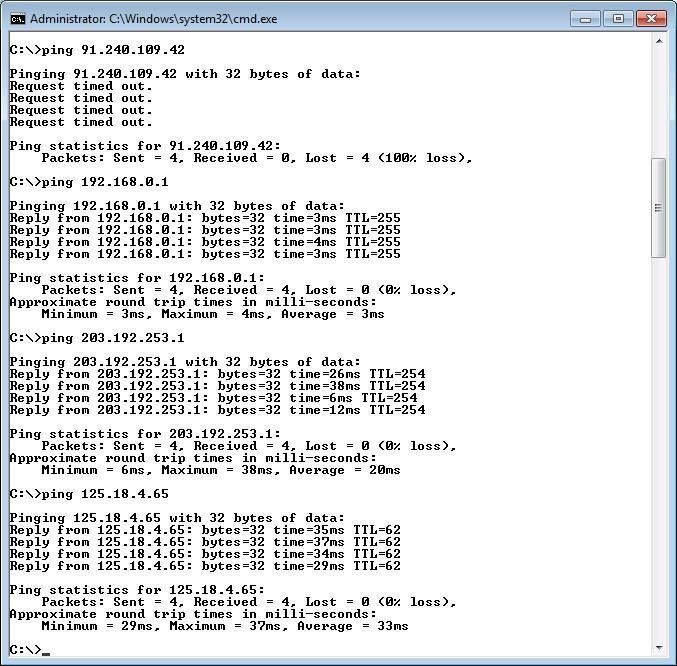 Administrator: C:\Windows\system32\cmd.exe
C:\>ping 91.240.109.42
Pinging 91.240.109.42 with 32 bytes of data:
Request timed out.
Request timed out.
Request timed out.
Request timed out.
Ping statistics for 91.240.109.42:
Packets: Sent = 4, Received = 0, Lost = 4 (100% loss),
C:\>ping 192.168.0.1
Pinging 192.168.0.1 with 32 bytes of data:
Reply from 192.168.0.1: bytes=32 time=3ms TTL=255
Reply from 192.168.0.1: bytes=32 time=3ms TTL=255
Reply from 192.168.0.1: bytes=32 time=4ms TTL=255
Reply from 192.168.0.1: bytes=32 time=3ms TTL=255
Ping statistics for 192.168.0.1:
Packets: Sent = 4, Received = 4, Lost = 0 (0% loss),
Approximate round trip times in milli-seconds:
Minimum = 3ms, Maximum = 4ms, Average = 3ms
C:\>ping 203.192.253.1
Pinging 203.192.253.1 with 32 bytes of data:
Reply from 203.192.253.1: bytes=32 time=26ms TTL=254
Reply from 203.192.253.1: bytes=32 time=38ms TTL=254
Reply from 203.192.253.1: bytes=32 time=6ms TTL=254
Reply from 203.192.253.1: bytes=32 time=12ms TTL=254
Ping statistics for 203.192.253.1:
Packets: Sent = 4, Received = 4, Lost = 0 (0% loss),
Approximate round trip times in milli-seconds:
Minimum = 6ms, Maximum = 38ms, Average = 20ms
C:\>ping 125.18.4.65
Pinging 125.18.4.65 with 32 bytes of data:
Reply from 125.18.4.65: bytes=32 time=35ms TTL=62
Reply from 125.18.4.65: bytes=32 time=37ms TTL=62
Reply from 125.18.4.65: bytes=32 time=34ms TTL=62
Reply from 125.18.4.65: bytes=32 time=29ms TTL=62
Ping statistics for 125.18.4.65:
Packets: Sent = 4, Received = 4, Lost = 0 (0% loss),
Approximate round trip times in milli-seconds:
Minimum = 29ms, Maximum = 37ms, Average = 33ms
C:\>_